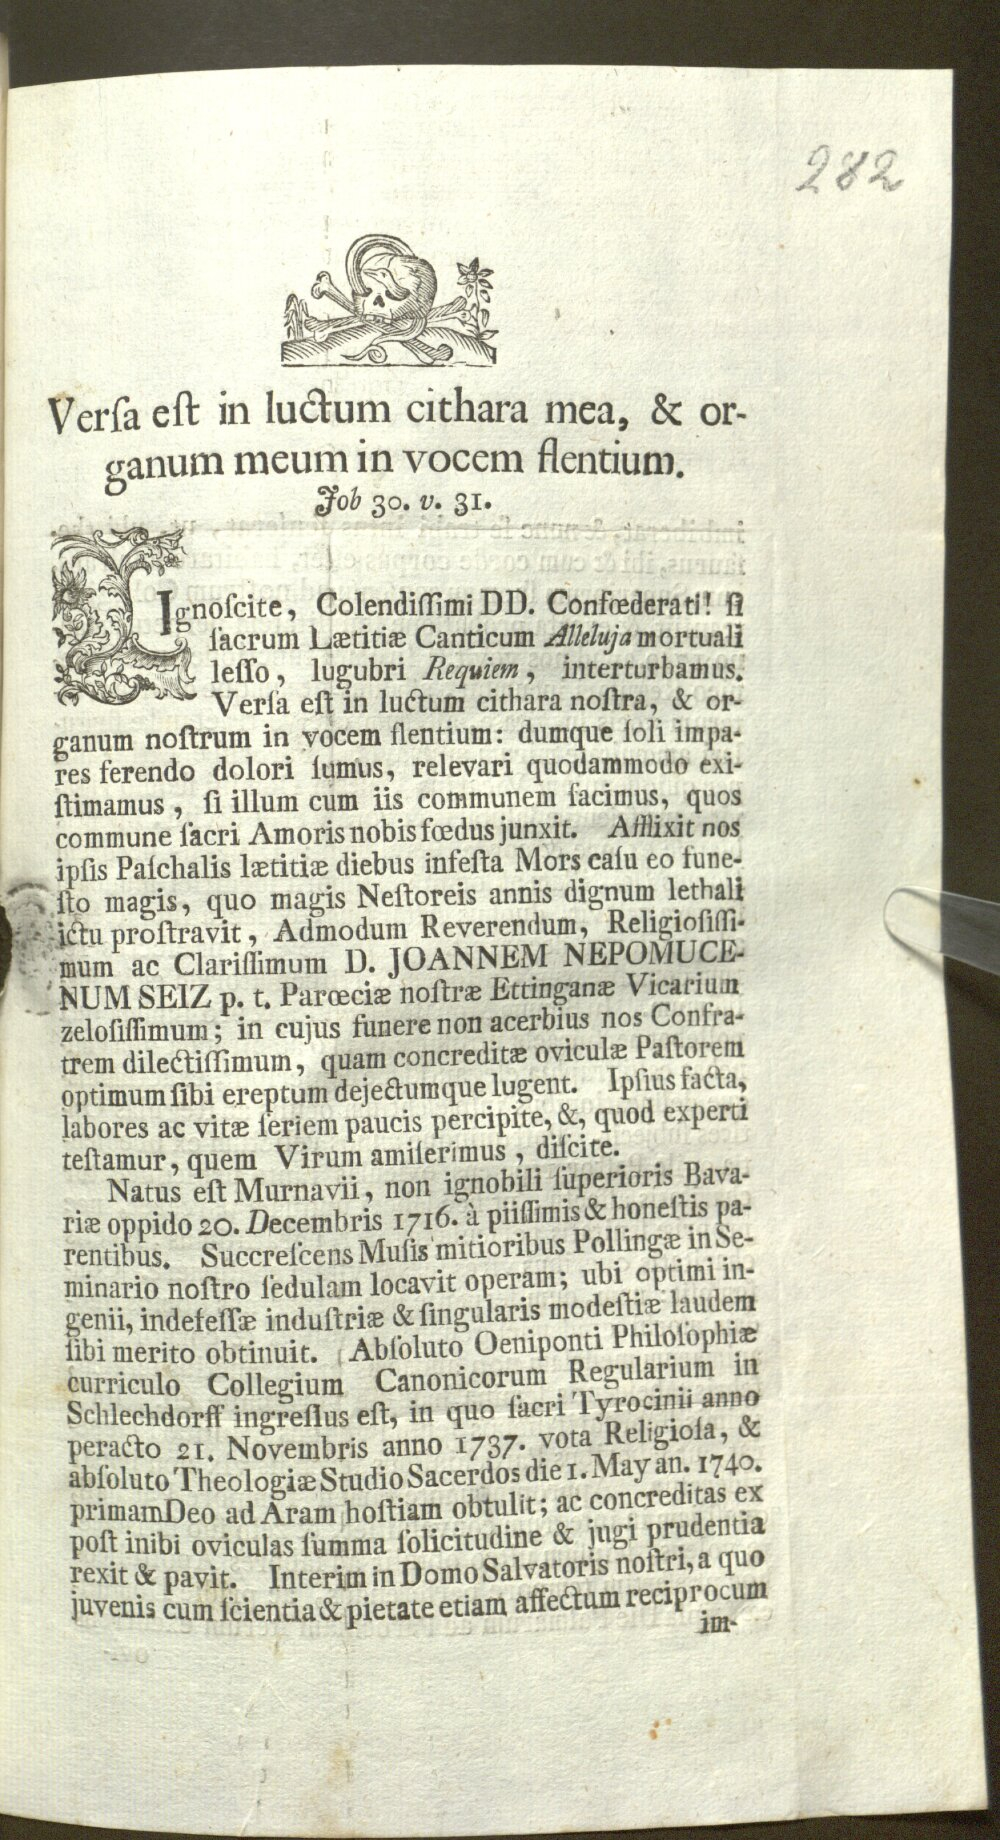 282
Verſa eſt in luctum cithara mea, & or-
ganum meum in vocem flentium.
Job 30. v. 31.
Ignoſcite, Colendiſſimi DD. Confœderati! ſi
ſacrum Lætitiæ Canticum Alleluja mortuali
leſſo, lugubri Requiem, interturbamus.
Verſa eſt in luctum cithara noſtra, & or-
ganum noſtrum in vocem flentium: dumque ſoli impa-
res ferendo dolori ſumus, relevari quodammodo exi-
ſtimamus, ſi illum cum iis communem facimus, quos
commune ſacri Amoris nobis fœdus junxit. Afflixit nos
ipſis Paſchalis lætitiæ diebus infeſta Mors caſu eo fune-
ſto magis, quo magis Neſtoreis annis dignum lethali
ictu proſtravit, Admodum Reverendum, Religioſiſſi-
mum ac Clariſſimum D. JOANNEM NEPOMUCE-
NUM SEIZ p. t. Parœciæ noſtræ Ettinganæ Vicarium
zeloſiſſimum; in cujus funere non acerbius nos Confra-
trem dilectiſſimum, quam concreditæ oviculæ Paſtorem
optimum ſibi ereptum dejectumque lugent. Ipſius facta,
labores ac vitæ ſeriem paucis percipite, &, quod experti
teſtamur, quem Virum amiſerimus, diſcite.
Natus eſt Murnavii, non ignobili ſuperioris Bava-
riæ oppido 20. Decembris 1716. à piiſſimis & honeſtis pa-
rentibus. Succreſcens Muſis mitioribus Pollingæ in Se-
minario noſtro ſedulam locavit operam; ubi optimi in-
genii, indefeſſæ induſtriæ & ſingularis modeſtiæ laudem
ſibi merito obtinuit. Abſoluto Oeniponti Philoſophiæ
curriculo Collegium Canonicorum Regularium in
Schlechdorff ingreſſus eſt, in quo ſacri Tyrocinii anno
peracto 21. Novembris anno 1737. vota Religioſa, &
abſoluto Theologiæ Studio Sacerdos die 1. May an. 1740.
primam Deo ad Aram hoſtiam obtulit; ac concreditas ex
poſt inibi oviculas ſumma ſolicitudine & jugi prudentia
rexit & pavit. Interim in Domo Salvatoris noſtri, a quo
juvenis cum ſcientia & pietate etiam affectum reciprocum
im-